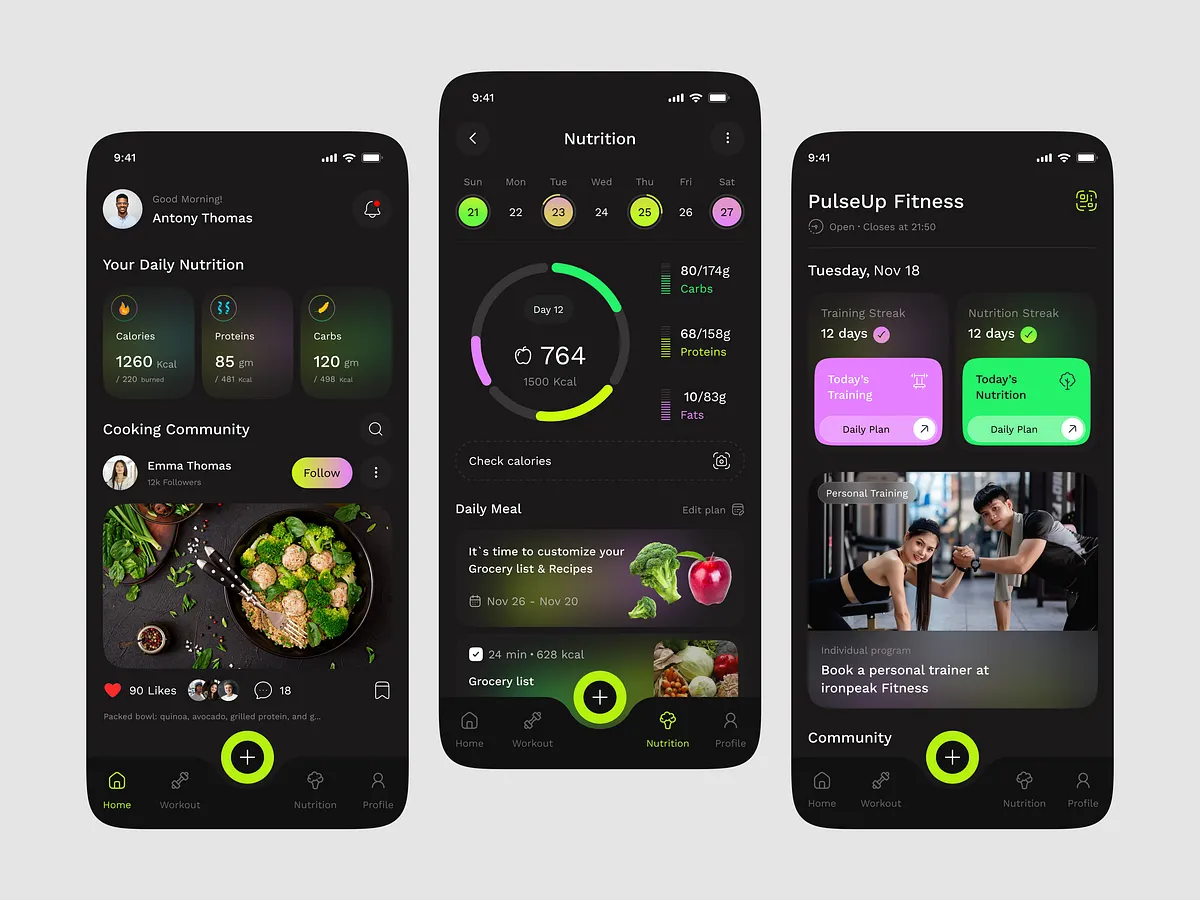 9:41
Good Morning!
Antony Thomas
Your Daily Nutrition
Calories
1260 Kcal
/ 220 burned
Proteins
85 gm
/ 481 Kcal
Carbs
120 gm
/ 498 Kcal
Cooking Community
Emma Thomas
12k Followers
Follow
90 Likes
18
Packed bowl: quinoa, avocado, grilled protein, and g...
Home
Workout
Nutrition
Profile
9:41
Nutrition
Sun Mon Tue Wed Thu Fri Sat
21 22 23 24 25 26 27
Day 12
764
1500 Kcal
80/174g
Carbs
68/158g
Proteins
10/83g
Fats
Check calories
Daily Meal
Edit plan
It`s time to customize your
Grocery list & Recipes
Nov 26 - Nov 20
24 min • 628 kcal
Grocery list
Home
Workout
Nutrition
Profile
9:41
PulseUp Fitness
Open · Closes at 21:50
Tuesday, Nov 18
Training Streak
12 days
Nutrition Streak
12 days
Today's
Training
Daily Plan
Today's
Nutrition
Daily Plan
Personal Training
Individual program
Book a personal trainer at
ironpeak Fitness
Community
Home
Workout
Nutrition
Profile